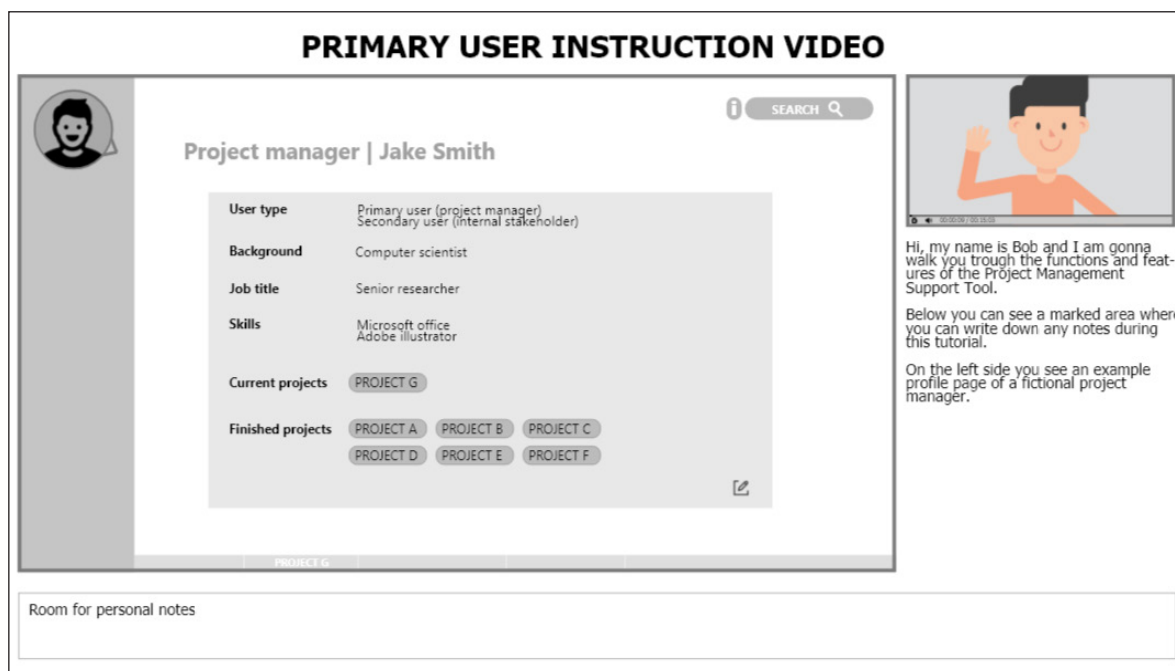 PRIMARY USER INSTRUCTION VIDEO
i SEARCH
Project manager | Jake Smith
User type Primary user (project manager)
Secondary user (internal stakeholder)
Background Computer scientist
Job title Senior researcher
Skills Microsoft office
Adobe illustrator
Current projects PROJECT G
Finished projects PROJECT A PROJECT B PROJECT C
PROJECT D PROJECT E PROJECT F
PROJECT G
Hi, my name is Bob and I am gonna
walk you trough the functions and feat-
ures of the Project Management
Support Tool.
Below you can see a marked area where
you can write down any notes during
this tutorial.
On the left side you see an example
profile page of a fictional project
manager.
Room for personal notes